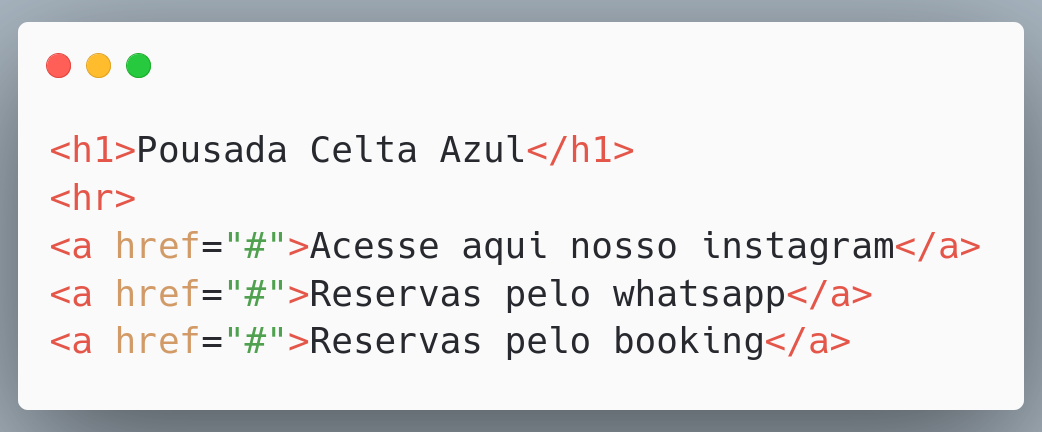 <h1>Pousada Celta Azul</h1>
<hr>
<a href="#">Acesse aqui nosso instagram</a>
<a href="#">Reservas pelo whatsapp</a>
<a href="#">Reservas pelo booking</a>